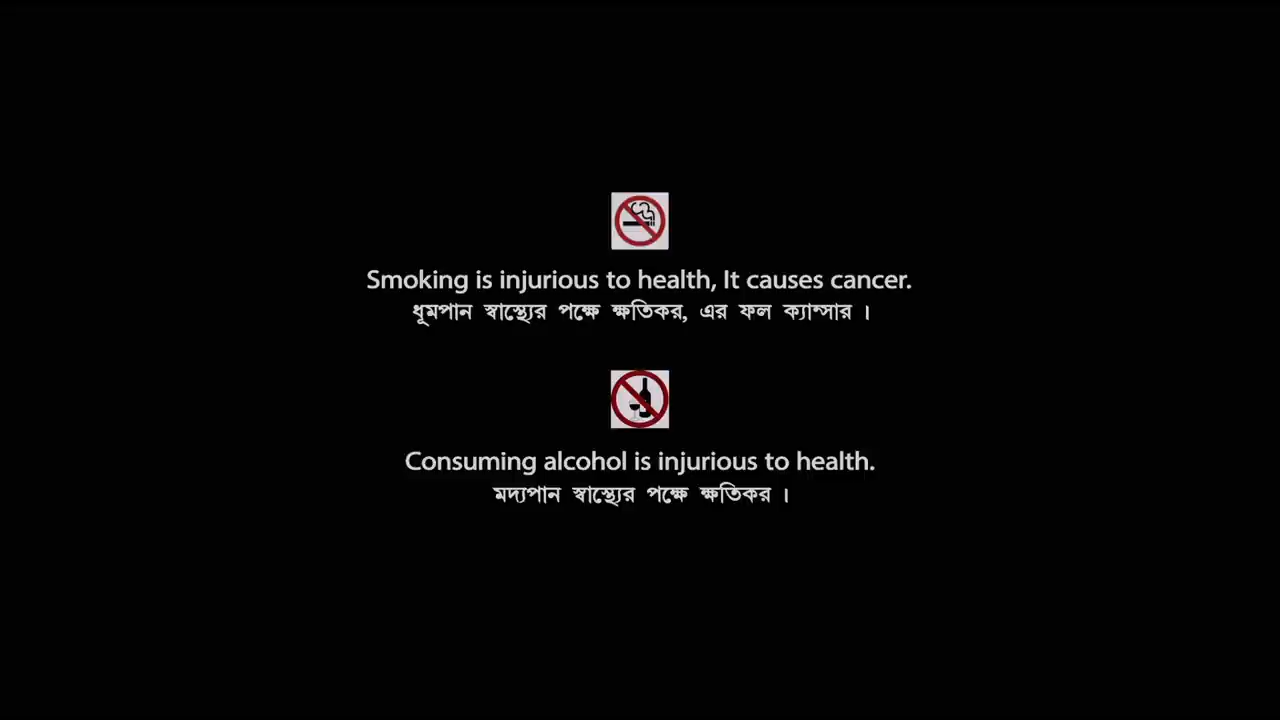 Smoking is injurious to health, It causes cancer.
ধূমপান স্বাস্থ্যের পক্ষে ক্ষতিকর, এর ফল ক্যান্সার ।
Consuming alcohol is injurious to health.
মদ্যপান স্বাস্থ্যের পক্ষে ক্ষতিকর ।